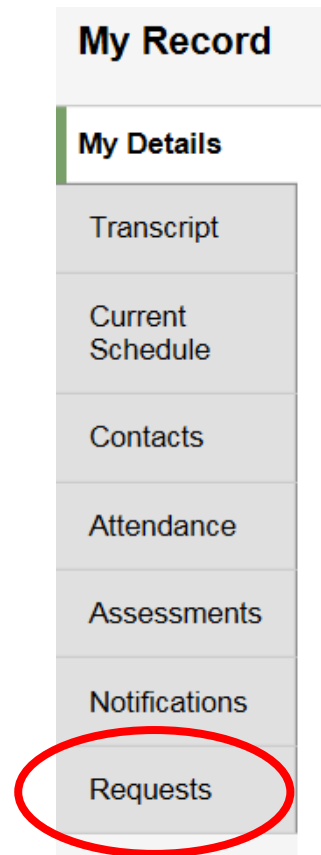 My Record
My Details
Transcript
Current
Schedule
Contacts
Attendance
Assessments
Notifications
Requests